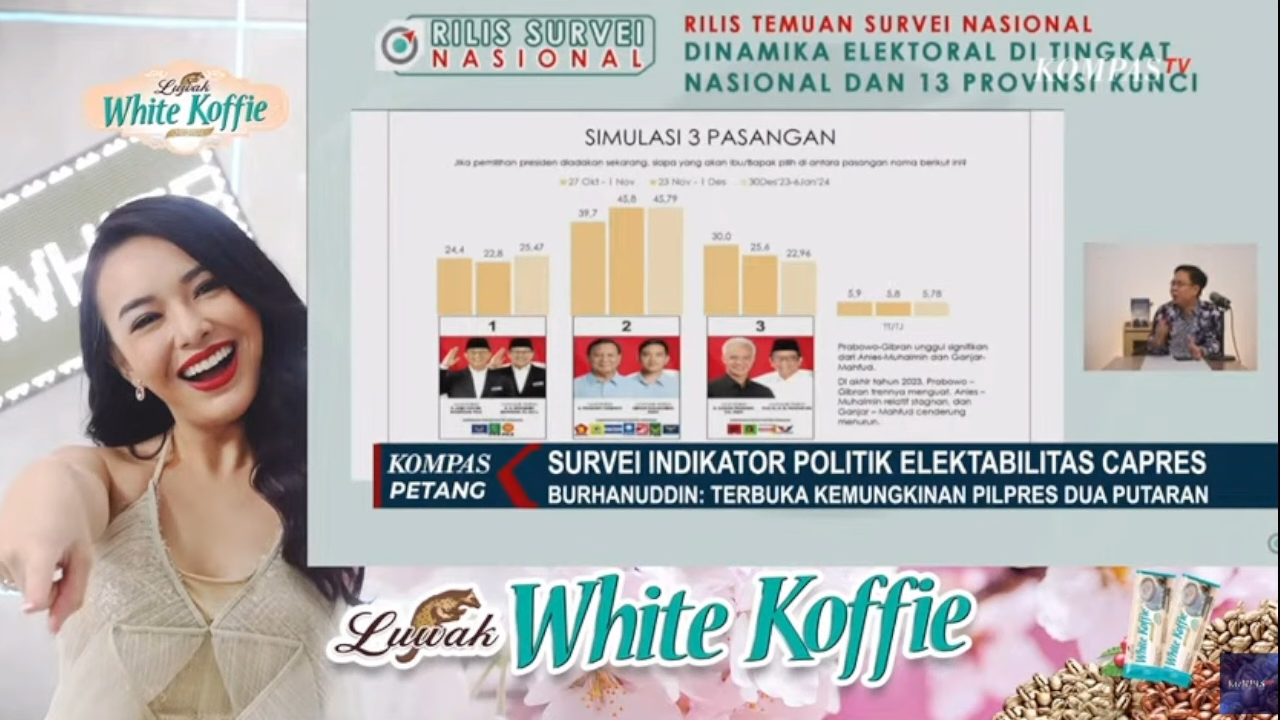 RILIS SURVEI
NASIONAL
RILIS TEMUAN SURVEI NASIONAL
DINAMIKA ELEKTORAL DI TINGKAT
NASIONAL DAN 13 PROVINSI KUNCI
KOMPAS TV
Luwak
White Koffie
SIMULASI 3 PASANGAN
Jika pemilihan presiden diadakan sekarang, siapa yang akan Ibu/Bapak pilih di antara pasangan nama berikut ini?
27 Okt - 1 Nov 23 Nov - 1 Des 30Des'23-6Jan'24
24,4 22,8 25,47
39,7 45,8 45,79
30,0 25,6 22,96
5,9 5,8 5,78
1 2 3
TT/TJ
Prabowo-Gibran unggul signifikan
dari Anies-Muhaimin dan Ganjar-
Mahfud.
Di akhir tahun 2023, Prabowo –
Gibran trennya menguat, Anies –
Muhaimin relatif stagnan, dan
Ganjar – Mahfud cenderung
menurun.
KOMPAS
PETANG
SURVEI INDIKATOR POLITIK ELEKTABILITAS CAPRES
BURHANUDDIN: TERBUKA KEMUNGKINAN PILPRES DUA PUTARAN
Luwak White Koffie
KOMPAS